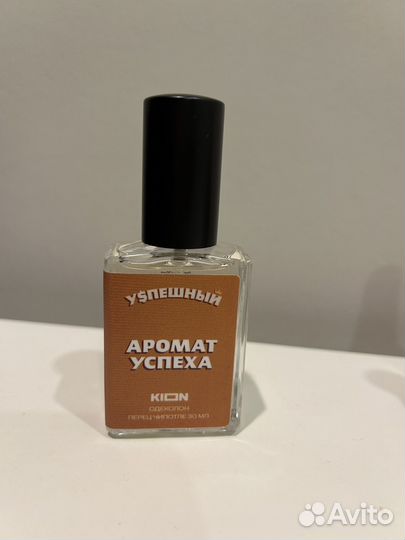 У$ПЕШНЫЙ
АРОМАТ
УСПЕХА
KION
ОДЕКОЛОН
ПЕРЕЦ ЧИПОТЛЕ 30 МЛ
Avito